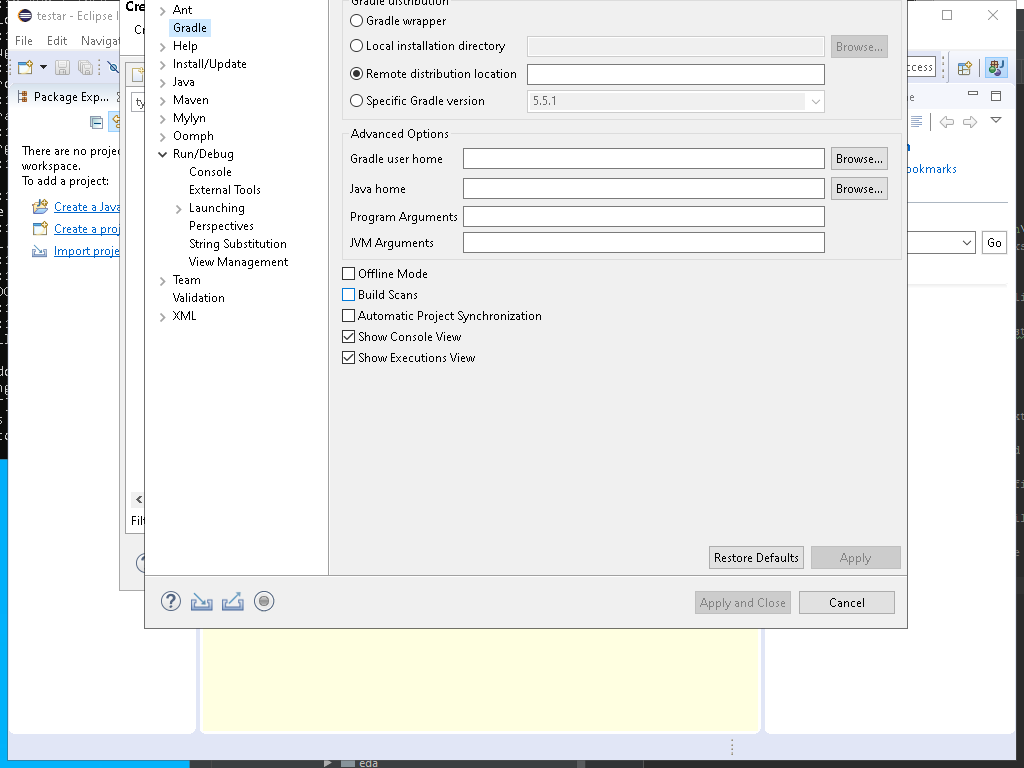 testar - Eclipse I
File Edit Navigat
Package Exp...
There are no projec
workspace.
To add a project:
Create a Java
Create a proj
Import proje
Cre
Cr
ty
Filt
Ant
Gradle
Help
Install/Update
Java
Maven
Mylyn
Oomph
Run/Debug
Console
External Tools
Launching
Perspectives
String Substitution
View Management
Team
Validation
XML
Gradle distribution
Gradle wrapper
Local installation directory Browse...
Remote distribution location
Specific Gradle version 5.5.1
Advanced Options
Gradle user home Browse...
Java home Browse...
Program Arguments
JVM Arguments
Offline Mode
Build Scans
Automatic Project Synchronization
Show Console View
Show Executions View
Restore Defaults Apply
Apply and Close Cancel
ccess
ookmarks
Go
eda